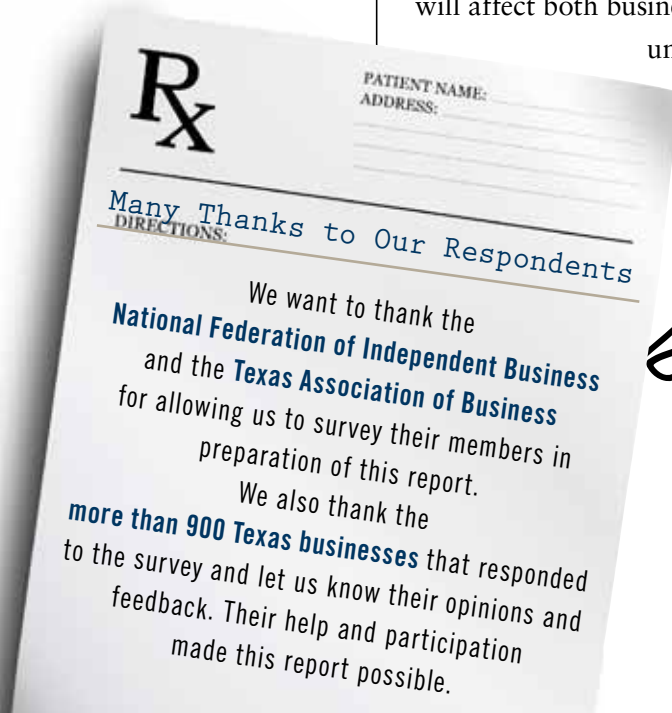 will affect both
Rx
PATIENT NAME:
ADDRESS:
Many Thanks to Our Respondents
DIRECTIONS:
We want to thank the
National Federation of Independent Business
and the Texas Association of Business
for allowing us to survey their members in
preparation of this report.
We also thank the
more than 900 Texas businesses that responded
to the survey and let us know their opinions and
feedback. Their help and participation
made this report possible.